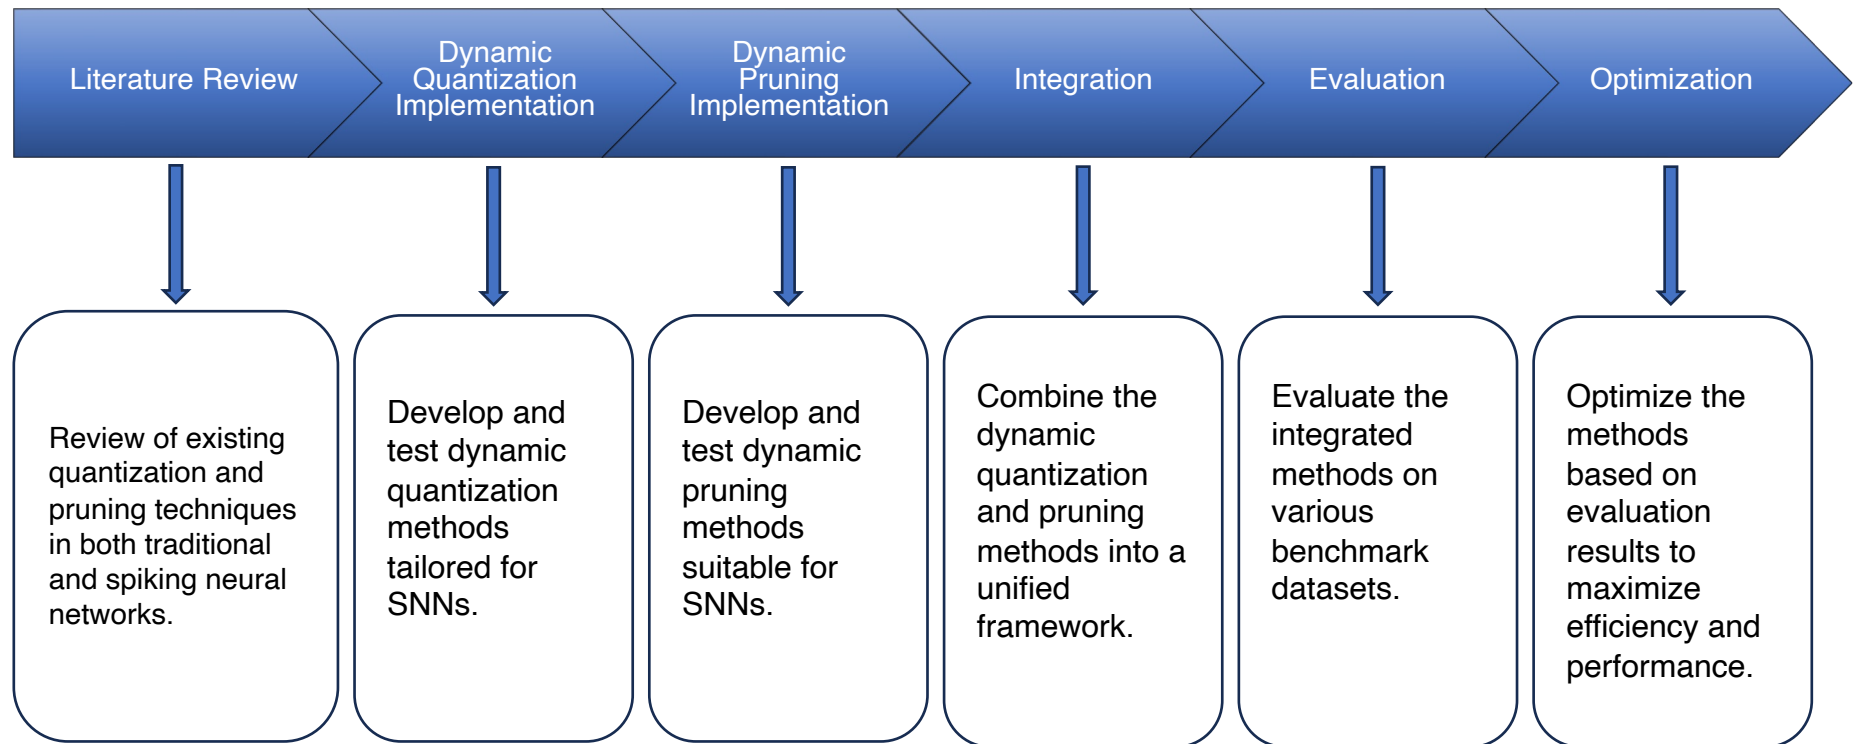 Literature Review
Dynamic
Quantization
Implementation
Dynamic
Pruning
Implementation
Integration
Evaluation
Optimization
Review of existing
quantization and
pruning techniques
in both traditional
and spiking neural
networks.
Develop and
test dynamic
quantization
methods
tailored for
SNNs.
Develop and
test dynamic
pruning
methods
suitable for
SNNs.
Combine the
dynamic
quantization
and pruning
methods into a
unified
framework.
Evaluate the
integrated
methods on
various
benchmark
datasets.
Optimize the
methods
based on
evaluation
results to
maximize
efficiency and
performance.